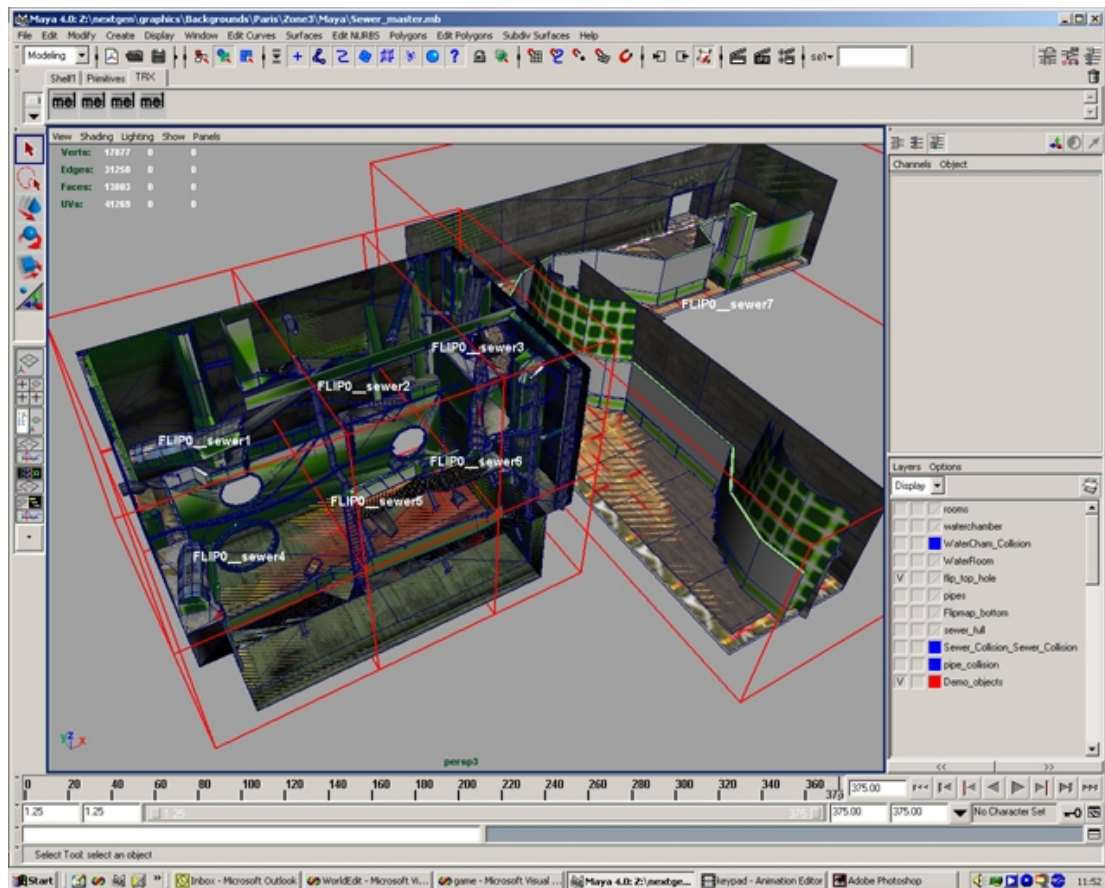 Maya 4.0: Z:\nextgen\graphics\Backgrounds\Paris\Zone3\Maya\Sewer_master.mb
File Edit Modify Create Display Window Edit Curves Surfaces Edit NURBS Polygons Edit Polygons Subdiv Surfaces Help
Modeling sel
Shelf1 Primitives TRX
mel mel mel mel
View Shading Lighting Show Panels
Verts: 17877 0 0
Edges: 31250 0 0
Faces: 13003 0 0
UVs: 41269 0 0
Channels Object
FLIP0__sewer7
FLIP0__sewer3
FLIP0__sewer2
FLIP0__sewer1
FLIP0__sewer6
FLIP0__sewer5
FLIP0__sewer4
Layers Options
Display
rooms
waterchamber
WaterCham_Collision
WaterRoom
V flip_top_hole
pipes
Flipmap_bottom
sewer_full
Sewer_Collision_Sewer_Collision
pipe_collision
V Demo_objects
persp3
<< >>
0 20 40 60 80 100 120 140 160 180 200 220 240 260 280 300 320 340 360 375.00
1.25 1.25 1.25 375 375.00 375.00 No Character Set
Select Tool: select an object
Start Inbox - Microsoft Outlook WorldEdit - Microsoft Vi... game - Microsoft Visual ... Maya 4.0: Z:\nextge... keypad - Animation Editor Adobe Photoshop 11:52